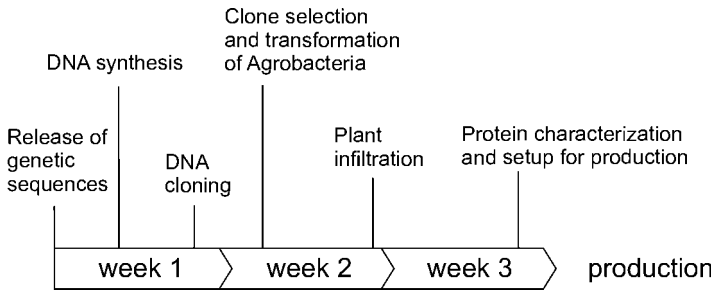 Clone selection
and transformation
of Agrobacteria
DNA synthesis
Release of
genetic
sequences
DNA
cloning
Plant
infiltration
Protein characterization
and setup for production
week 1
week 2
week 3
production